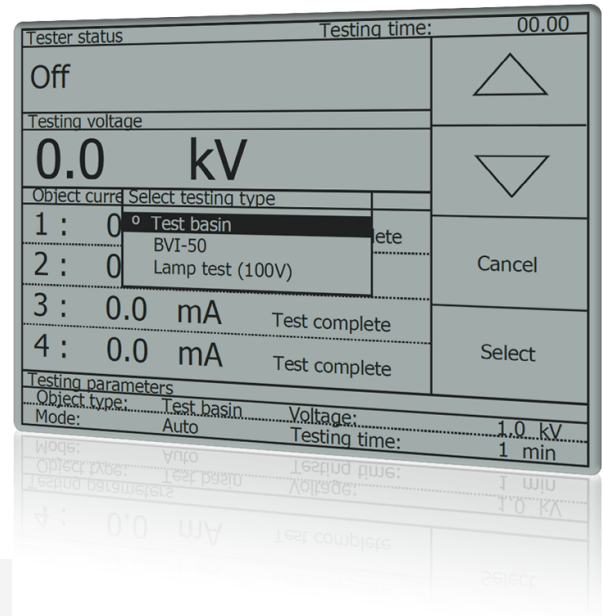 Tester status Testing time: 00.00
Off
Testing voltage
0.0 kV
Object curre
Select testing type
Test basin
BVI-50
Lamp test (100V)
1 : 0 lete
2 : 0
3 : 0.0 mA Test complete
4 : 0.0 mA Test complete
Testing parameters
Object type: Test basin Voltage: 1.0 kV
Mode: Auto Testing time: 1 min
Cancel
Select